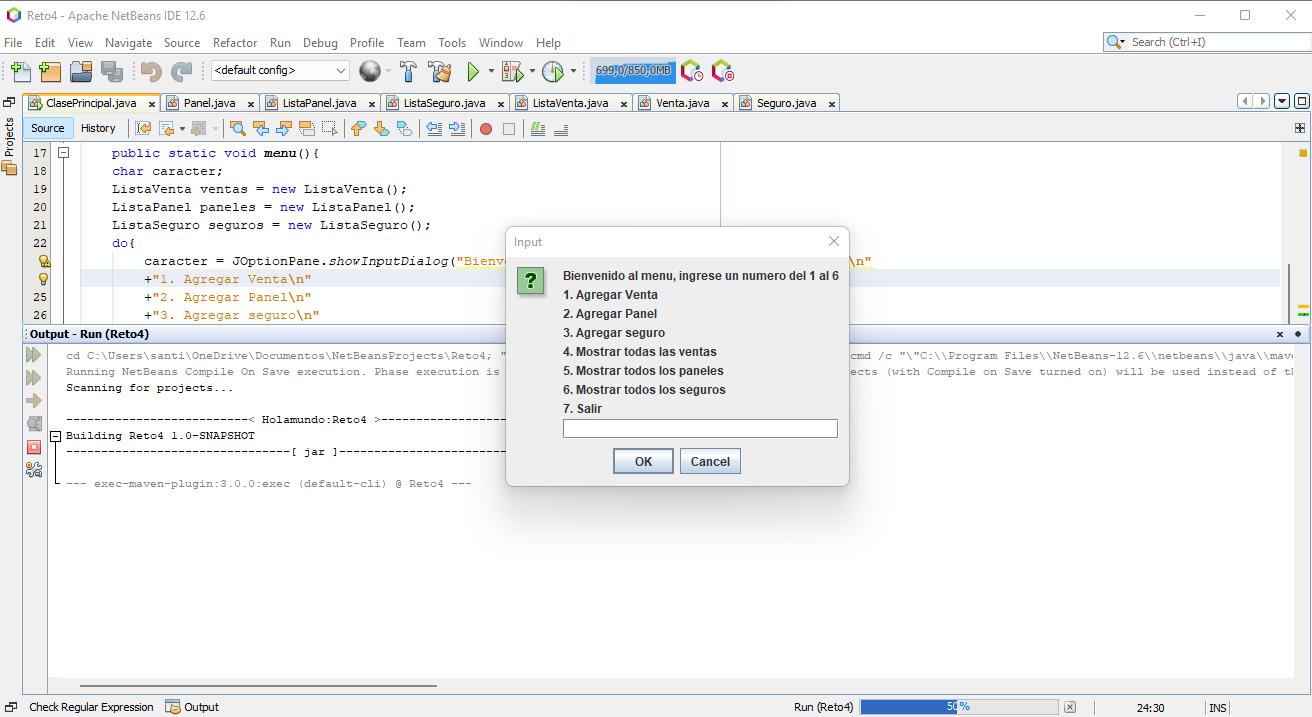 Reto4 - Apache NetBeans IDE 12.6
File Edit View Navigate Source Refactor Run Debug Profile Team Tools Window Help
Search (Ctrl+I)
<default config>
699,0/850,0MB
ClasePrincipal.java x Panel.java x ListaPanel.java x ListaSeguro.java x ListaVenta.java x Venta.java x Seguro.java x
Projects
Source History
17 public static void menu(){
18 char caracter;
19 ListaVenta ventas = new ListaVenta();
20 ListaPanel paneles = new ListaPanel();
21 ListaSeguro seguros = new ListaSeguro();
22 do{
caracter = JOptionPane.showInputDialog("Bienv \n"
+"1. Agregar Venta\n"
25 +"2. Agregar Panel\n"
26 +"3. Agregar seguro\n"
Input
Bienvenido al menu, ingrese un numero del 1 al 6
1. Agregar Venta
2. Agregar Panel
3. Agregar seguro
4. Mostrar todas las ventas
5. Mostrar todos los paneles
6. Mostrar todos los seguros
7. Salir
OK Cancel
Output - Run (Reto4)
cd C:\Users\santi\OneDrive\Documentos\NetBeansProjects\Reto4; " cmd /c "\"C:\\Program Files\\NetBeans-12.6\\netbeans\\java\\mave
Running NetBeans Compile On Save execution. Phase execution is ects (with Compile on Save turned on) will be used instead of th
Scanning for projects...
--------------------------< Holamundo:Reto4 >------------------
Building Reto4 1.0-SNAPSHOT
--------------------------------[ jar ]------------------------
--- exec-maven-plugin:3.0.0:exec (default-cli) @ Reto4 ---
Check Regular Expression Output Run (Reto4) 50% 24:30 INS